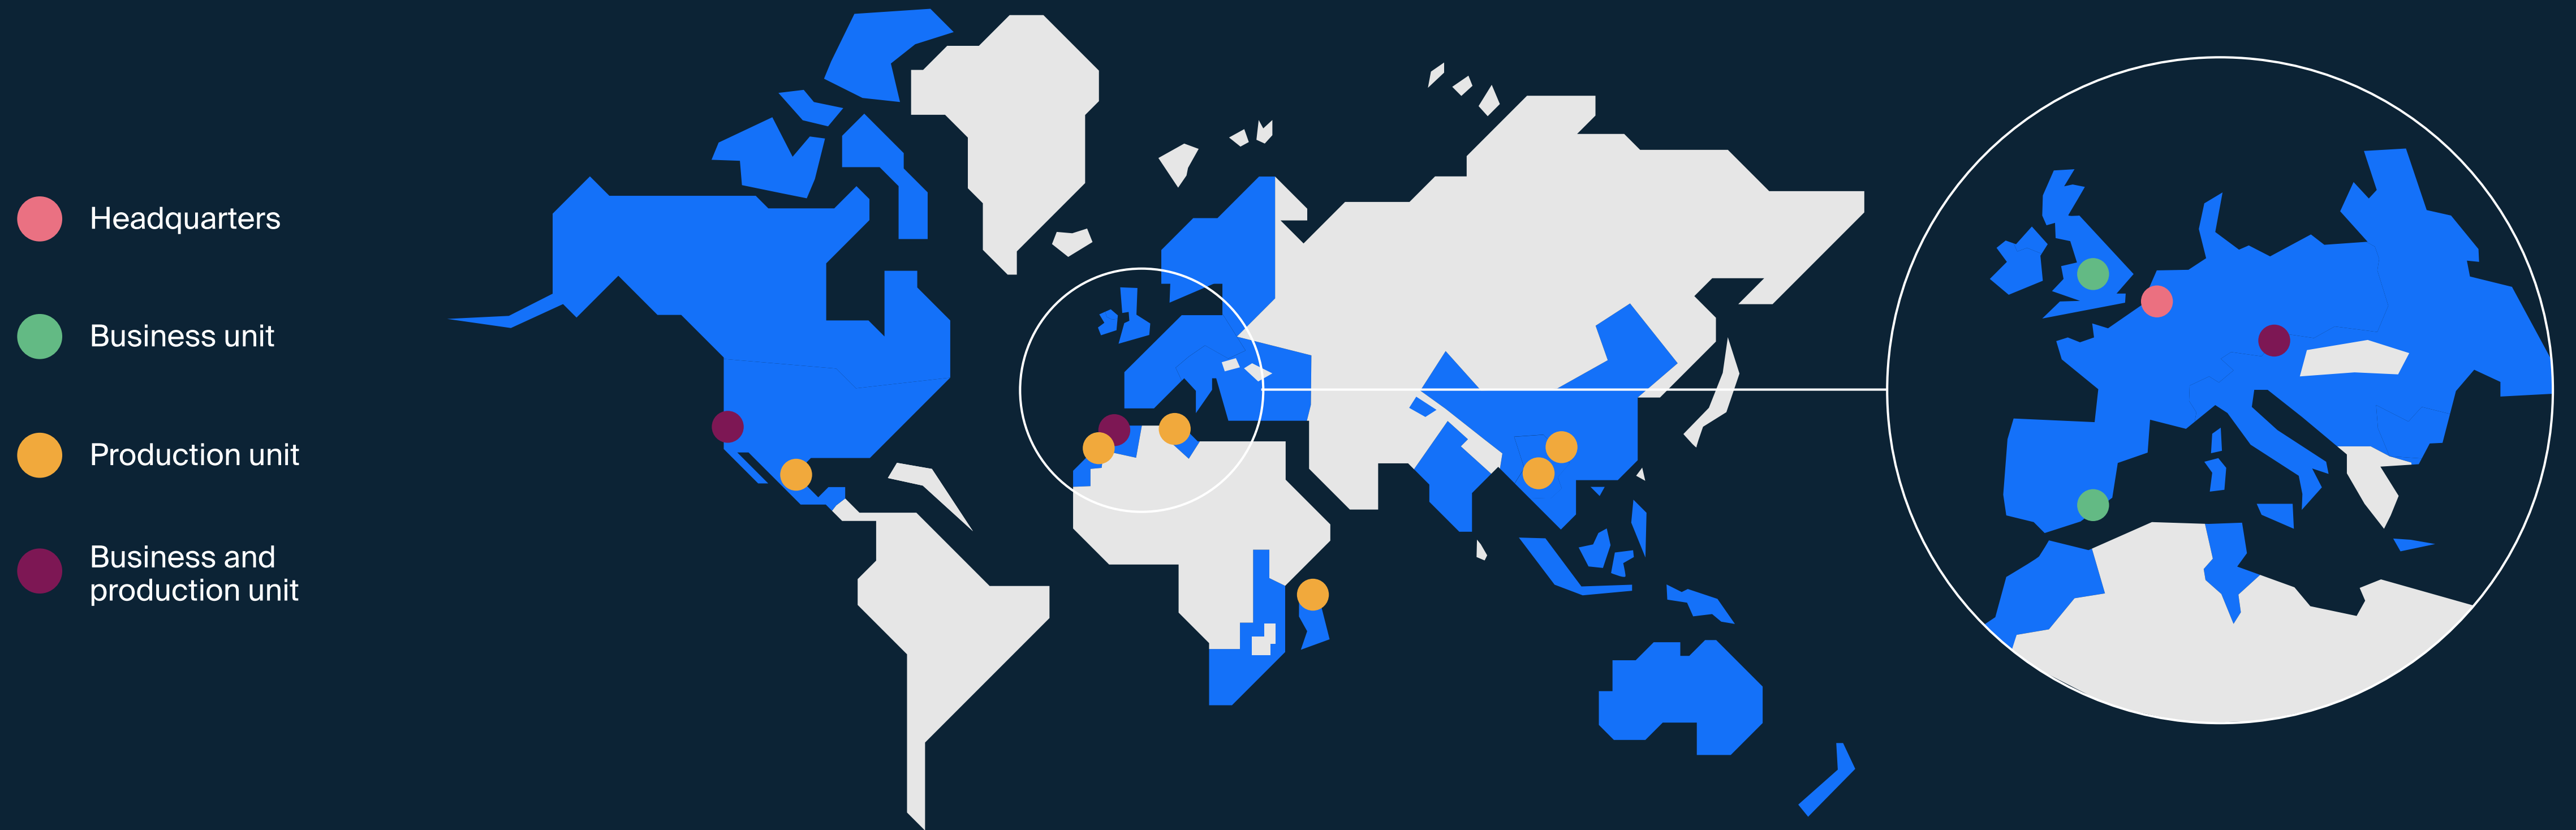 Headquarters
Business unit
Production unit
Business and
production unit